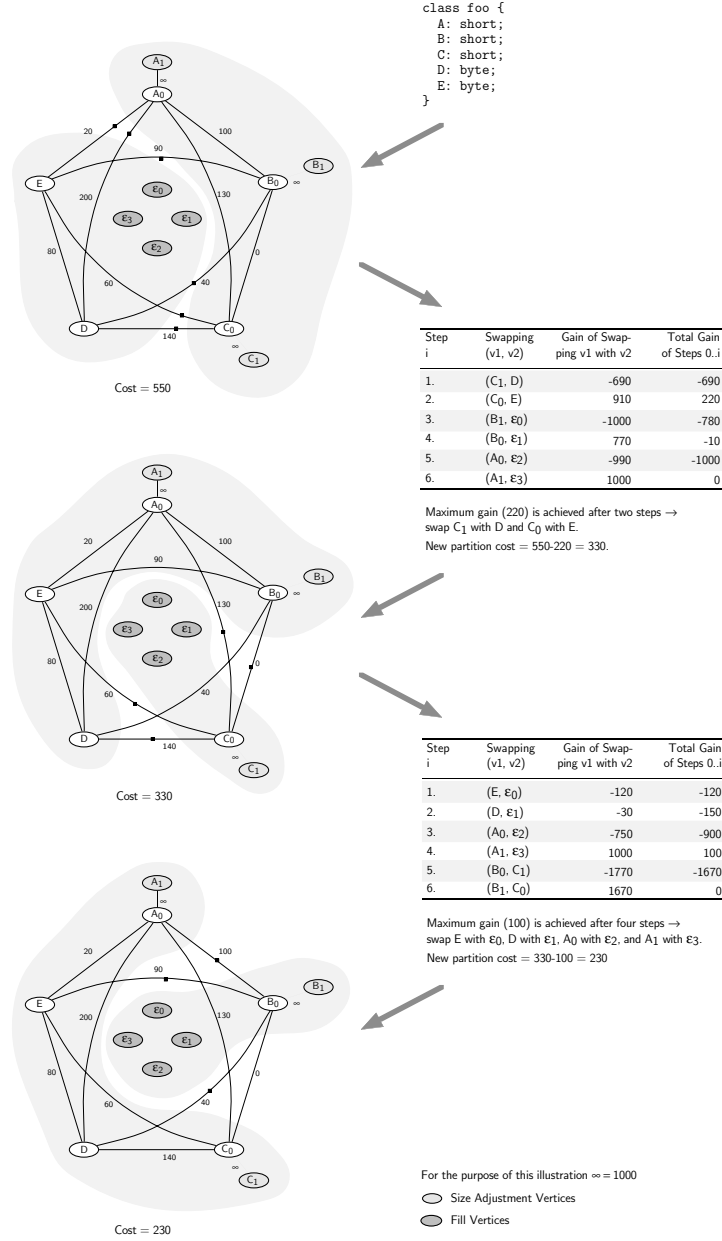 class foo {
A: short;
B: short;
C: short;
D: byte;
E: byte;
}
A1
∞
A0
20
100
90
E
B1
B0
∞
ε0
200
130
ε3
ε1
ε2
80
0
60
40
D
C0
140
∞
C1
Cost = 550
Step Swapping Gain of Swap- Total Gain
i (v1, v2) ping v1 with v2 of Steps 0..i
1. (C1, D) -690 -690
2. (C0, E) 910 220
3. (B1, ε0) -1000 -780
4. (B0, ε1) 770 -10
5. (A0, ε2) -990 -1000
6. (A1, ε3) 1000 0
Maximum gain (220) is achieved after two steps →
swap C1 with D and C0 with E.
New partition cost = 550-220 = 330.
A1
∞
A0
20
100
90
E
B1
B0
∞
ε0
200
130
ε3
ε1
ε2
80
0
60
40
D
C0
140
∞
C1
Cost = 330
Step Swapping Gain of Swap- Total Gain
i (v1, v2) ping v1 with v2 of Steps 0..i
1. (E, ε0) -120 -120
2. (D, ε1) -30 -150
3. (A0, ε2) -750 -900
4. (A1, ε3) 1000 100
5. (B0, C1) -1770 -1670
6. (B1, C0) 1670 0
Maximum gain (100) is achieved after four steps →
swap E with ε0, D with ε1, A0 with ε2, and A1 with ε3.
New partition cost = 330-100 = 230
A1
∞
A0
20
100
90
E
B1
B0
∞
ε0
200
130
ε3
ε1
ε2
80
0
60
40
D
C0
140
∞
C1
Cost = 230
For the purpose of this illustration ∞ = 1000
Size Adjustment Vertices
Fill Vertices